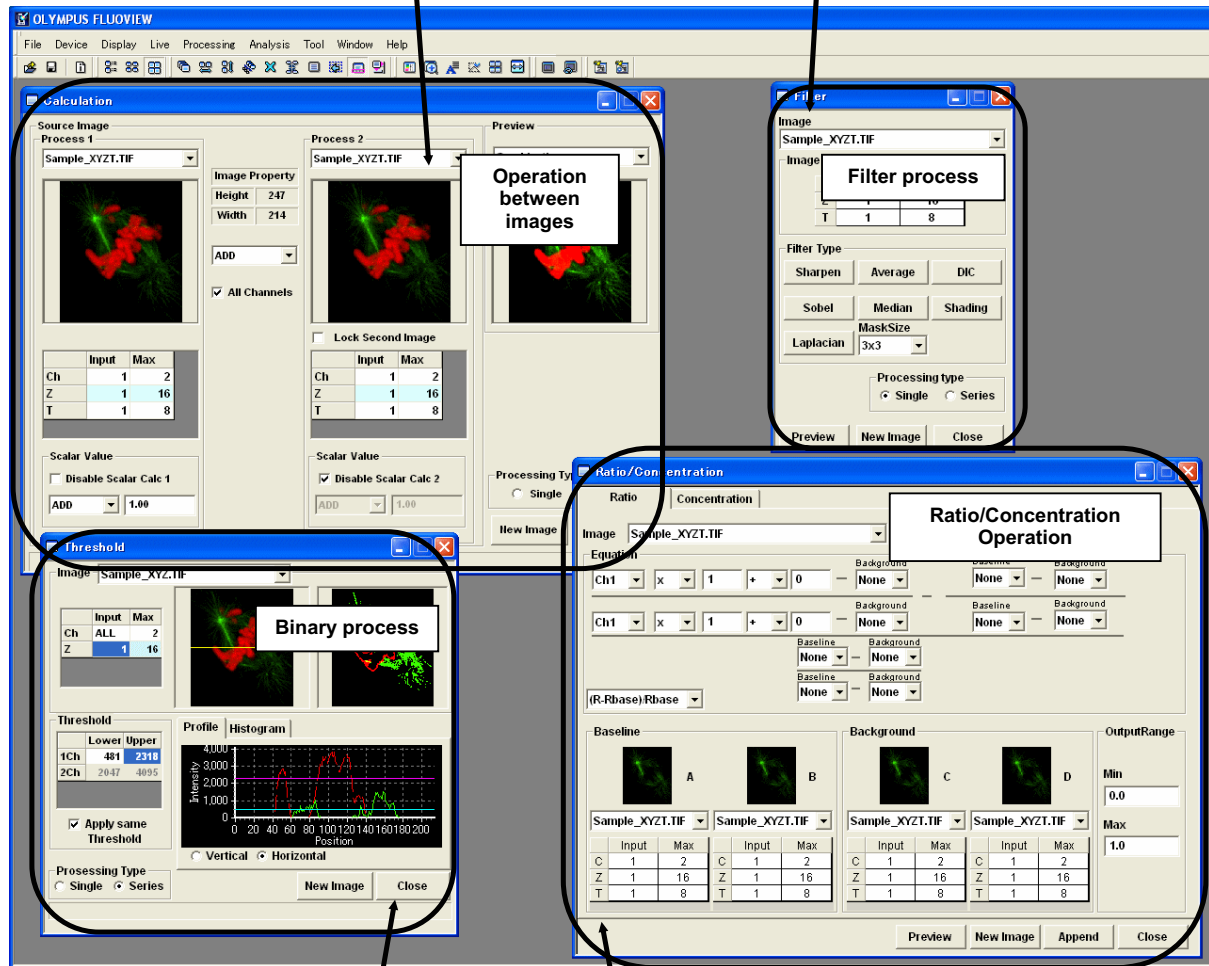 OLYMPUS FLUOVIEW
File Device Display Live Processing Analysis Tool Window Help
Calculation
Source Image
Process 1
Sample_XYZT.TIF
Image Property
Height 247
Width 214
ADD
All Channels
Process 2
Sample_XYZT.TIF
Lock Second Image
Preview
Operation
between
images
Input Max
Ch 1 2
Z 1 16
T 1 8
Input Max
Ch 1 2
Z 1 16
T 1 8
Scalar Value
Disable Scalar Calc 1
ADD 1.00
Scalar Value
Disable Scalar Calc 2
ADD 1.00
Processing Ty
Single
New Image
Filter
Image
Sample_XYZT.TIF
Image
Filter process
Z 1 16
T 1 8
Filter Type
Sharpen Average DIC
Sobel Median Shading
Laplacian
MaskSize
3x3
Processing type
Single Series
Preview New Image Close
Threshold
Image Sample_XYZ.TIF
Binary process
Input Max
Ch ALL 2
Z 1 16
Threshold
Lower Upper
1Ch 481 2318
2Ch 2047 4095
Apply same
Threshold
Prosessing Type
Single Series
Profile Histogram
Intensity
4,000
3,000
2,000
1,000
0
0 20 40 60 80 100 120 140 160 180 200
Position
Vertical Horizontal
New Image Close
Ratio/Concentration
Ratio Concentration
Ratio/Concentration
Operation
Image Sample_XYZT.TIF
Equation
Background Baseline Background
Ch1 x 1 + 0 – None – None – None
Background Baseline Background
Ch1 x 1 + 0 – None None – None
Baseline Background
None – None
Baseline Background
None – None
(R-Rbase)/Rbase
Baseline
A B
Sample_XYZT.TIF Sample_XYZT.TIF
Input Max Input Max
C 1 2 C 1 2
Z 1 16 Z 1 16
T 1 8 T 1 8
Background
C D
Sample_XYZT.TIF Sample_XYZT.TIF
Input Max Input Max
C 1 2 C 1 2
Z 1 16 Z 1 16
T 1 8 T 1 8
OutputRange
Min
0.0
Max
1.0
Preview New Image Append Close